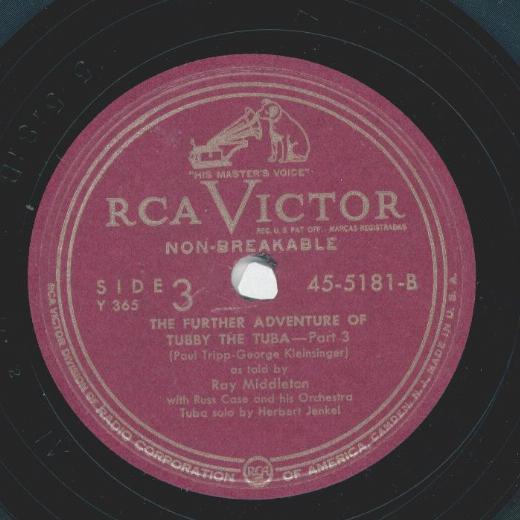 "HIS MASTER'S VOICE"
RCA VICTOR
REG. U.S. PAT. OFF. MARCAS REGISTRADAS
NON-BREAKABLE
SIDE 3
45-5181-B
Y 365
THE FURTHER ADVENTURE OF
TUBBY THE TUBA—Part 3
(Paul Tripp-George Kleinsinger)
as told by
Ray Middleton
with Russ Case and his Orchestra
Tuba solo by Herbert Jenkel
RCA VICTOR DIVISION OF RADIO CORPORATION OF AMERICA, CAMDEN, N.J. MADE IN U.S.A.
RCA